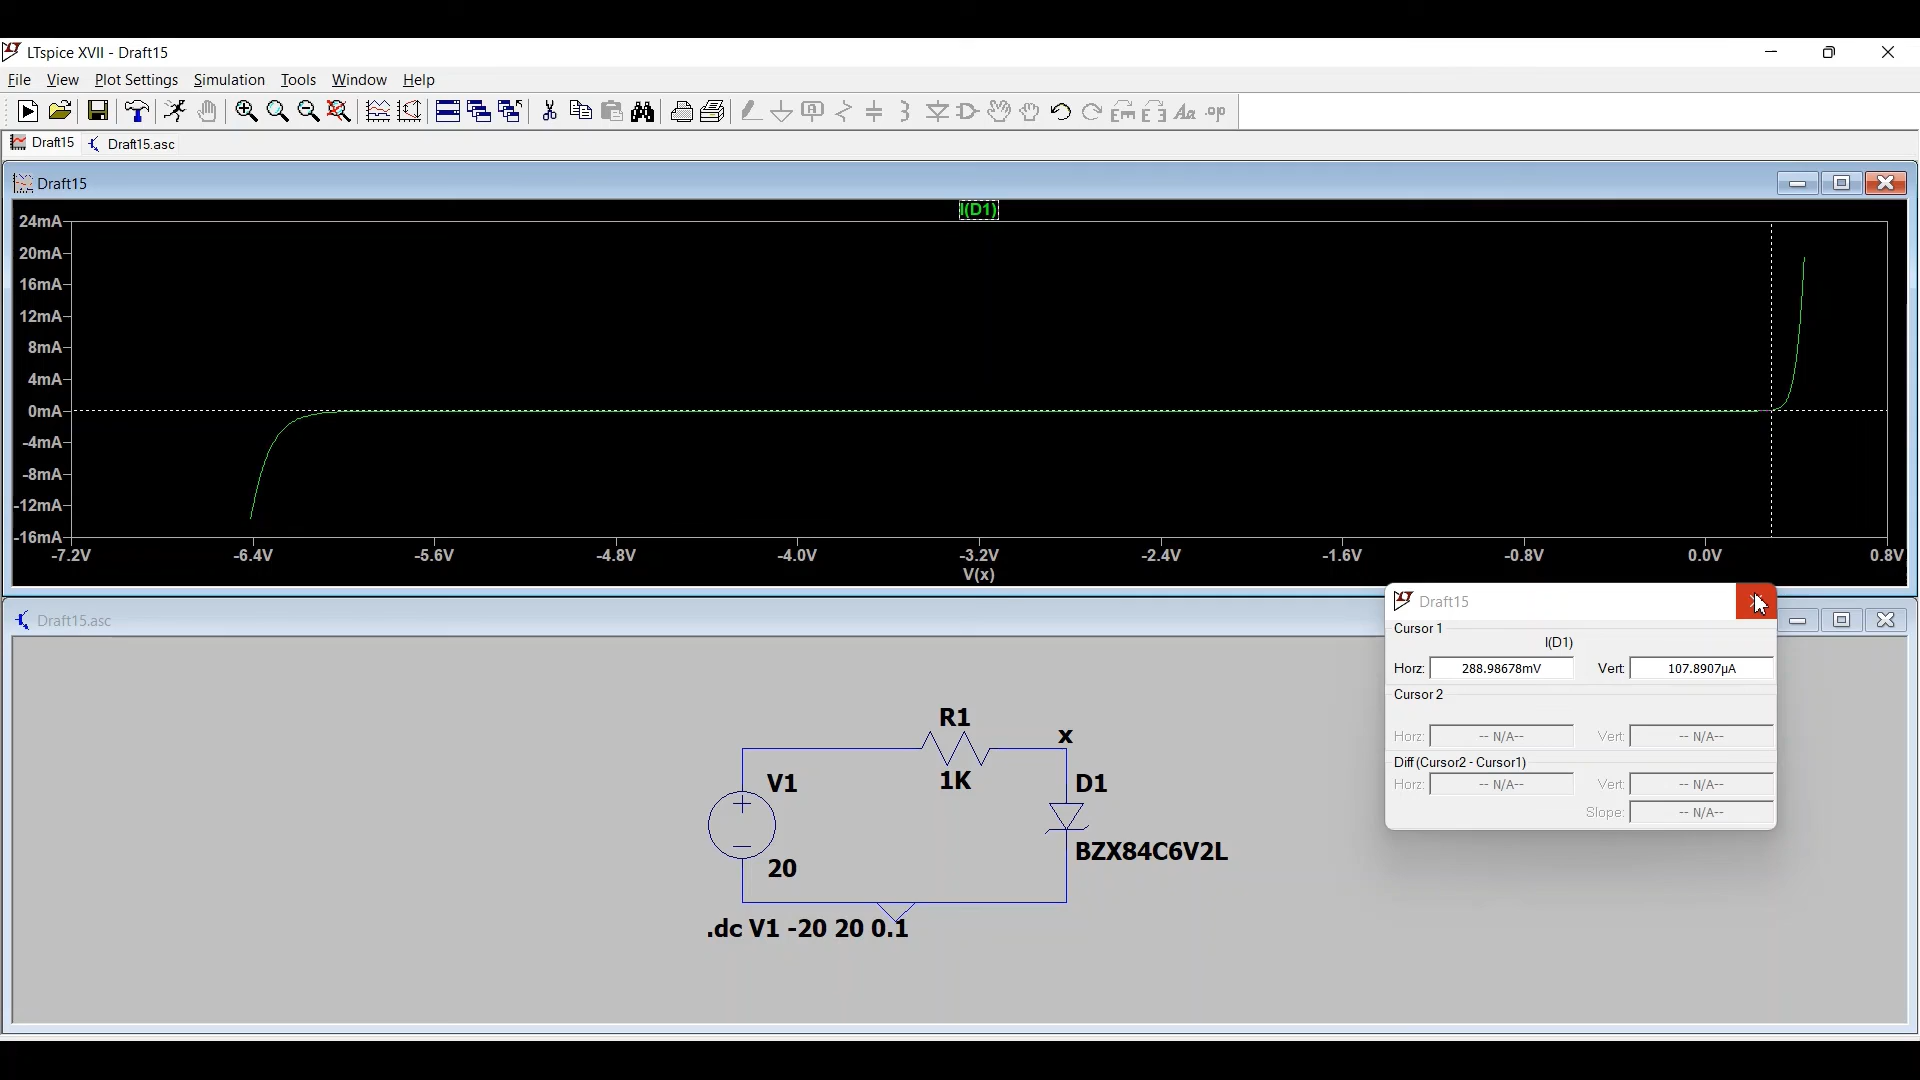 LTspice XVII - Draft15
File View Plot Settings Simulation Tools Window Help
Draft15 Draft15.asc
Draft15
I(D1)
24mA
20mA
16mA
12mA
8mA
4mA
0mA
-4mA
-8mA
-12mA
-16mA
-7.2V -6.4V -5.6V -4.8V -4.0V -3.2V -2.4V -1.6V -0.8V 0.0V 0.8V
V(x)
Draft15.asc
Draft15
Cursor 1
I(D1)
Horz: 288.98678mV Vert: 107.8907µA
Cursor 2
Horz: -- N/A-- Vert: -- N/A--
Diff (Cursor2 - Cursor1)
Horz: -- N/A-- Vert: -- N/A--
Slope: -- N/A--
R1
x
1K
V1
D1
+
−
BZX84C6V2L
20
.dc V1 -20 20 0.1